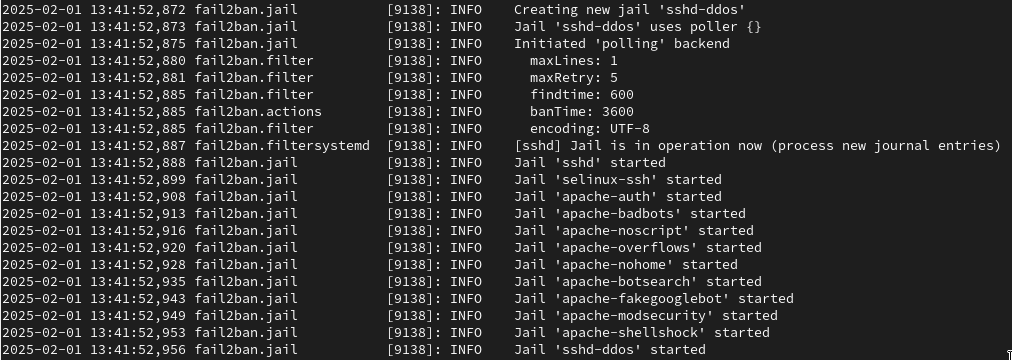 2025-02-01 13:41:52,872 fail2ban.jail           [9138]: INFO    Creating new jail 'sshd-ddos'
2025-02-01 13:41:52,873 fail2ban.jail           [9138]: INFO    Jail 'sshd-ddos' uses poller {}
2025-02-01 13:41:52,875 fail2ban.jail           [9138]: INFO    Initiated 'polling' backend
2025-02-01 13:41:52,880 fail2ban.filter         [9138]: INFO      maxLines: 1
2025-02-01 13:41:52,881 fail2ban.filter         [9138]: INFO      maxRetry: 5
2025-02-01 13:41:52,885 fail2ban.filter         [9138]: INFO      findtime: 600
2025-02-01 13:41:52,885 fail2ban.actions        [9138]: INFO      banTime: 3600
2025-02-01 13:41:52,885 fail2ban.filter         [9138]: INFO      encoding: UTF-8
2025-02-01 13:41:52,887 fail2ban.filtersystemd  [9138]: INFO    [sshd] Jail is in operation now (process new journal entries)
2025-02-01 13:41:52,888 fail2ban.jail           [9138]: INFO    Jail 'sshd' started
2025-02-01 13:41:52,899 fail2ban.jail           [9138]: INFO    Jail 'selinux-ssh' started
2025-02-01 13:41:52,908 fail2ban.jail           [9138]: INFO    Jail 'apache-auth' started
2025-02-01 13:41:52,913 fail2ban.jail           [9138]: INFO    Jail 'apache-badbots' started
2025-02-01 13:41:52,916 fail2ban.jail           [9138]: INFO    Jail 'apache-noscript' started
2025-02-01 13:41:52,920 fail2ban.jail           [9138]: INFO    Jail 'apache-overflows' started
2025-02-01 13:41:52,928 fail2ban.jail           [9138]: INFO    Jail 'apache-nohome' started
2025-02-01 13:41:52,935 fail2ban.jail           [9138]: INFO    Jail 'apache-botsearch' started
2025-02-01 13:41:52,943 fail2ban.jail           [9138]: INFO    Jail 'apache-fakegooglebot' started
2025-02-01 13:41:52,949 fail2ban.jail           [9138]: INFO    Jail 'apache-modsecurity' started
2025-02-01 13:41:52,953 fail2ban.jail           [9138]: INFO    Jail 'apache-shellshock' started
2025-02-01 13:41:52,956 fail2ban.jail           [9138]: INFO    Jail 'sshd-ddos' started